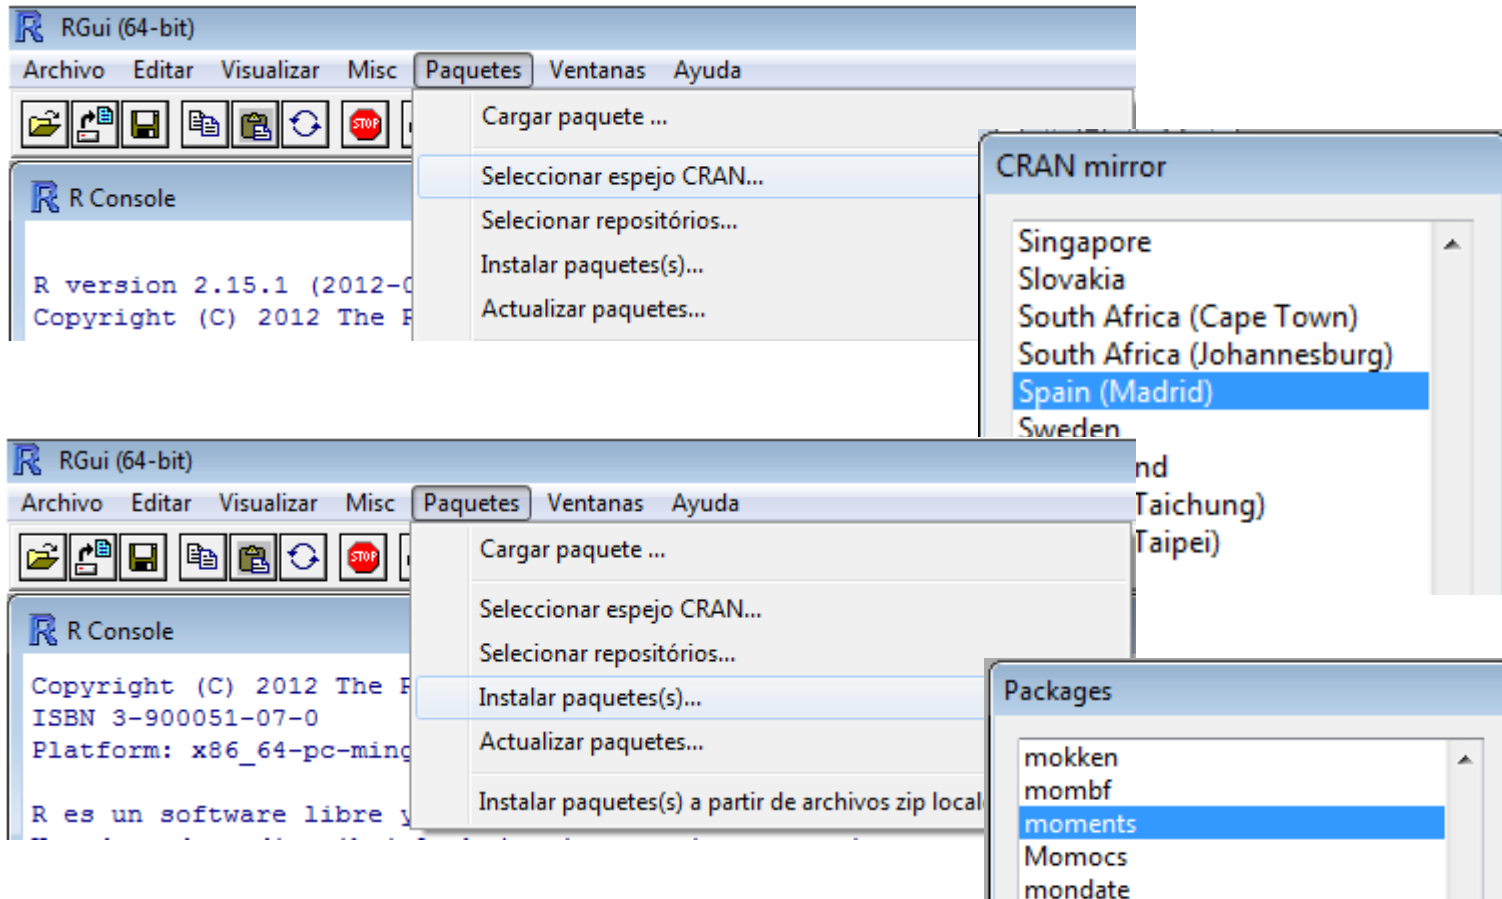 RGui (64-bit)
Archivo Editar Visualizar Misc Paquetes Ventanas Ayuda
STOP
Cargar paquete ...
Seleccionar espejo CRAN...
Selecionar repositórios...
Instalar paquetes(s)...
Actualizar paquetes...
R Console
R version 2.15.1 (2012-0
Copyright (C) 2012 The R
CRAN mirror
Singapore
Slovakia
South Africa (Cape Town)
South Africa (Johannesburg)
Spain (Madrid)
Sweden
nd
Taichung)
Taipei)
RGui (64-bit)
Archivo Editar Visualizar Misc Paquetes Ventanas Ayuda
STOP
Cargar paquete ...
Seleccionar espejo CRAN...
Selecionar repositórios...
Instalar paquetes(s)...
Actualizar paquetes...
Instalar paquetes(s) a partir de archivos zip local
R Console
Copyright (C) 2012 The R
ISBN 3-900051-07-0
Platform: x86_64-pc-ming
R es un software libre y
Packages
mokken
mombf
moments
Momocs
mondate